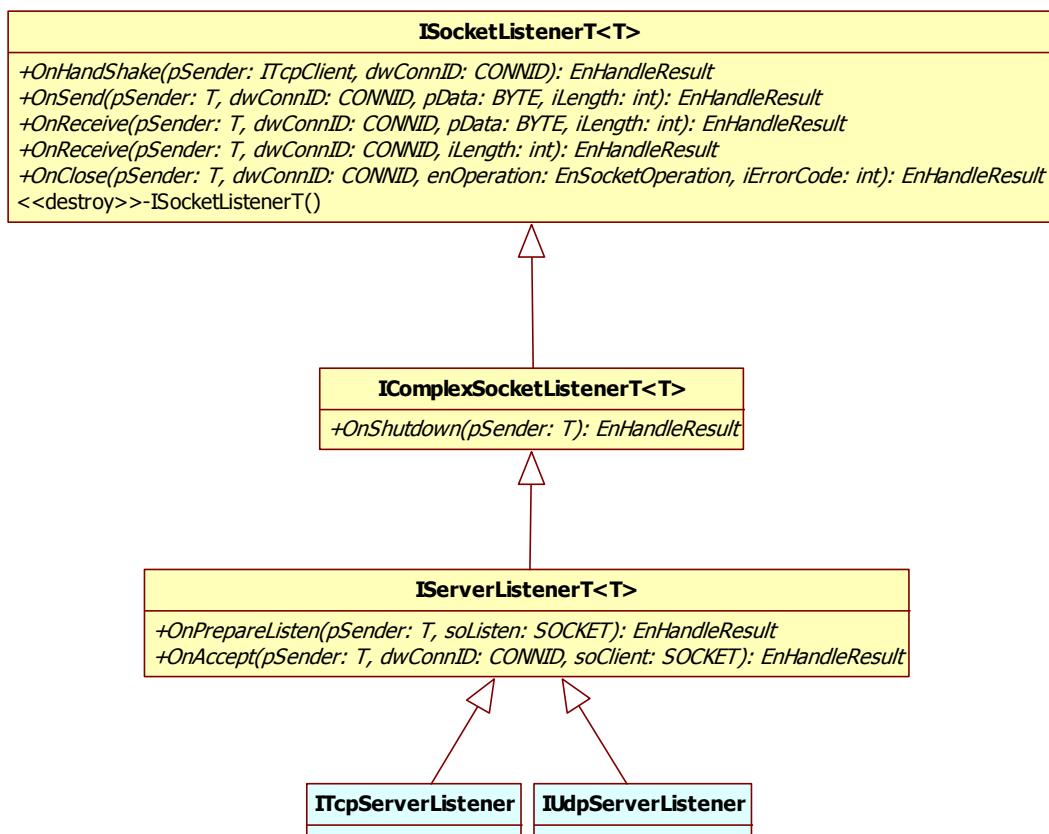 ISocketListenerT<T>
+OnHandShake(pSender: ITcpClient, dwConnID: CONNID): EnHandleResult
+OnSend(pSender: T, dwConnID: CONNID, pData: BYTE, iLength: int): EnHandleResult
+OnReceive(pSender: T, dwConnID: CONNID, pData: BYTE, iLength: int): EnHandleResult
+OnReceive(pSender: T, dwConnID: CONNID, iLength: int): EnHandleResult
+OnClose(pSender: T, dwConnID: CONNID, enOperation: EnSocketOperation, iErrorCode: int): EnHandleResult
<<destroy>>-ISocketListenerT()
IComplexSocketListenerT<T>
+OnShutdown(pSender: T): EnHandleResult
IServerListenerT<T>
+OnPrepareListen(pSender: T, soListen: SOCKET): EnHandleResult
+OnAccept(pSender: T, dwConnID: CONNID, soClient: SOCKET): EnHandleResult
ITcpServerListener
IUdpServerListener